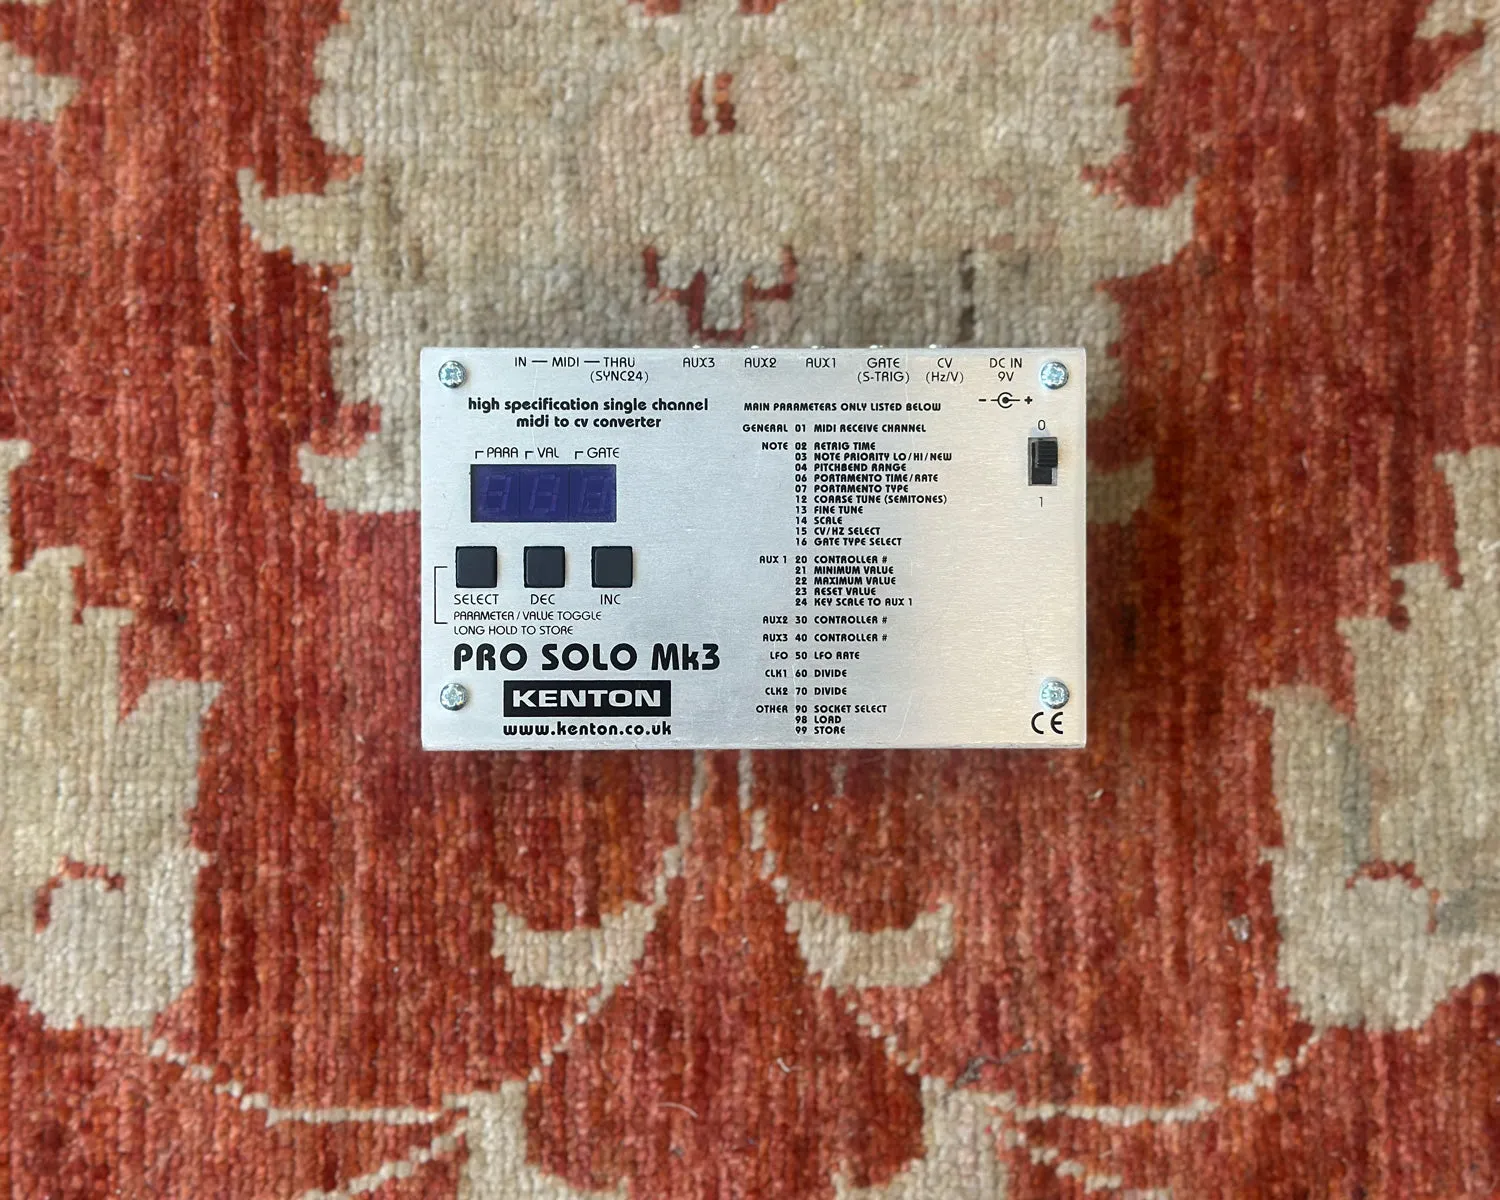 IN — MIDI — THRU AUX3 AUX2 AUX1 GATE CV DC IN
(SYNC24) (S-TRIG) (Hz/V) 9V
- +
high specification single channel
midi to cv converter
PARA VAL GATE
SELECT DEC INC
PARAMETER/VALUE TOGGLE
LONG HOLD TO STORE
PRO SOLO Mk3
KENTON
www.kenton.co.uk
MAIN PARAMETERS ONLY LISTED BELOW
GENERAL 01 MIDI RECEIVE CHANNEL
NOTE 02 RETRIG TIME
03 NOTE PRIORITY LO/HI/NEW
04 PITCHBEND RANGE
06 PORTAMENTO TIME/RATE
07 PORTAMENTO TYPE
12 COARSE TUNE (SEMITONES)
13 FINE TUNE
14 SCALE
15 CV/HZ SELECT
16 GATE TYPE SELECT
AUX 1 20 CONTROLLER #
21 MINIMUM VALUE
22 MAXIMUM VALUE
23 RESET VALUE
24 KEY SCALE TO AUX 1
AUX2 30 CONTROLLER #
AUX3 40 CONTROLLER #
LFO 50 LFO RATE
CLK1 60 DIVIDE
CLK2 70 DIVIDE
OTHER 90 SOCKET SELECT
98 LOAD
99 STORE
0
1
CE